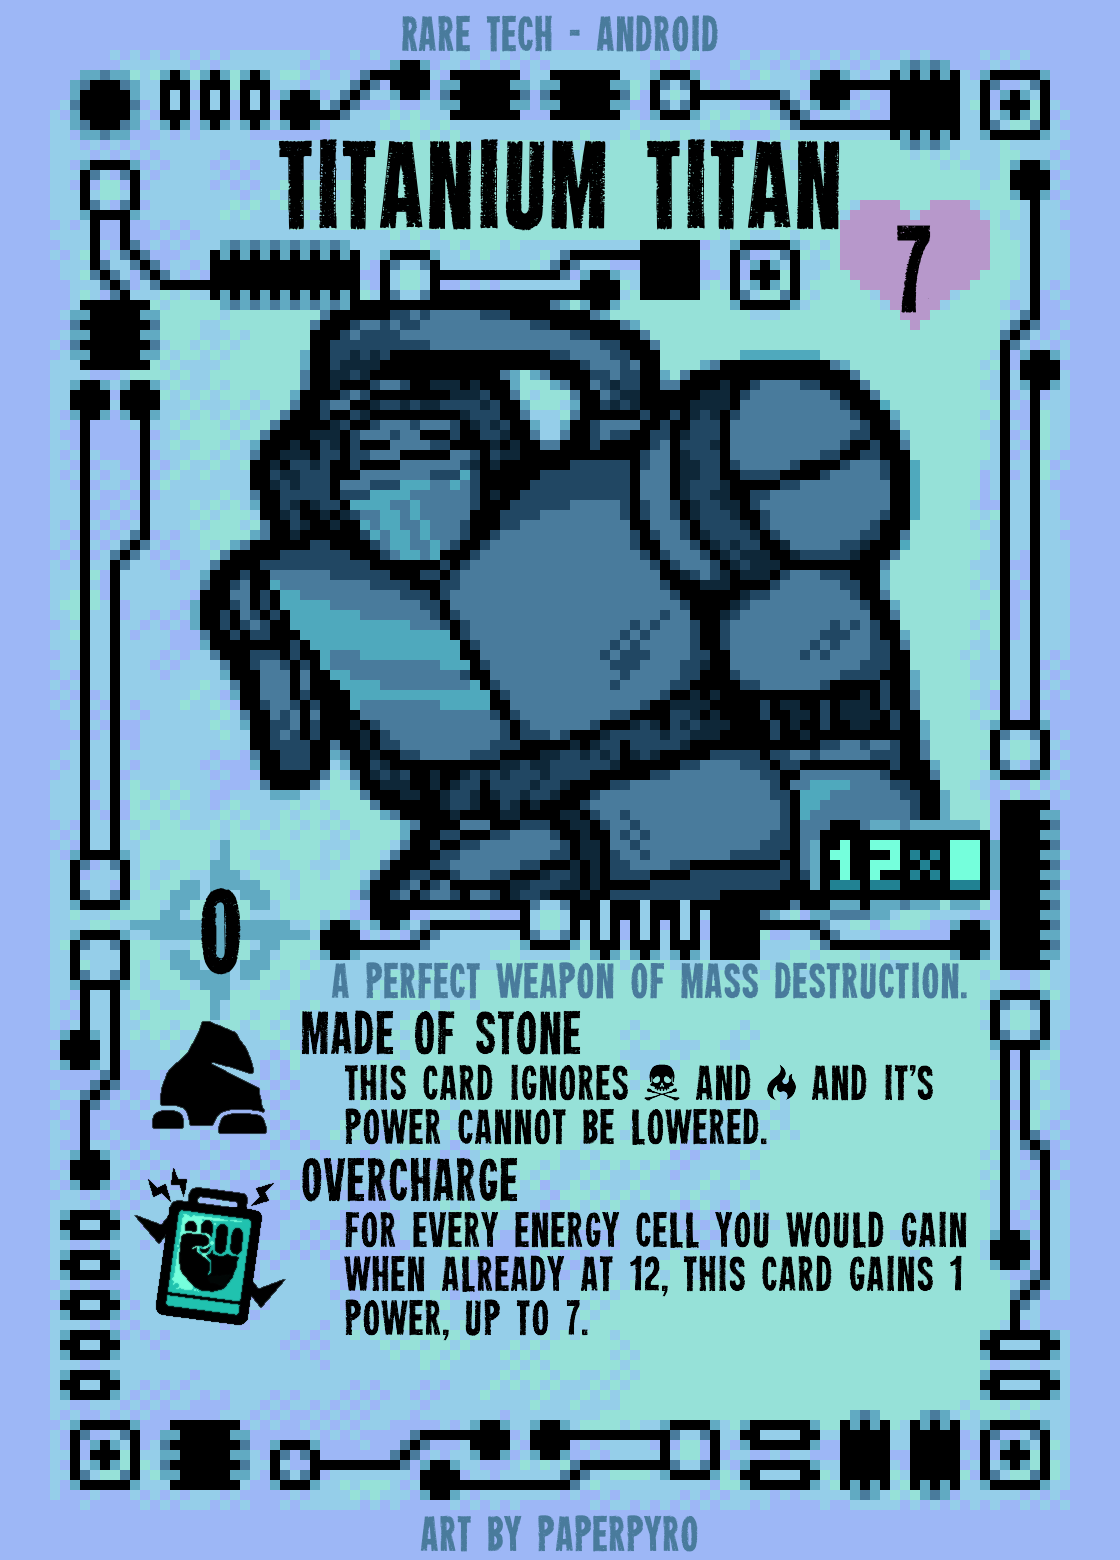 RARE TECH - ANDROID
TITANIUM TITAN
7
12×
0
A PERFECT WEAPON OF MASS DESTRUCTION.
MADE OF STONE
THIS CARD IGNORES ☠ AND 🔥 AND IT'S
POWER CANNOT BE LOWERED.
OVERCHARGE
FOR EVERY ENERGY CELL YOU WOULD GAIN
WHEN ALREADY AT 12, THIS CARD GAINS 1
POWER, UP TO 7.
ART BY PAPERPYRO